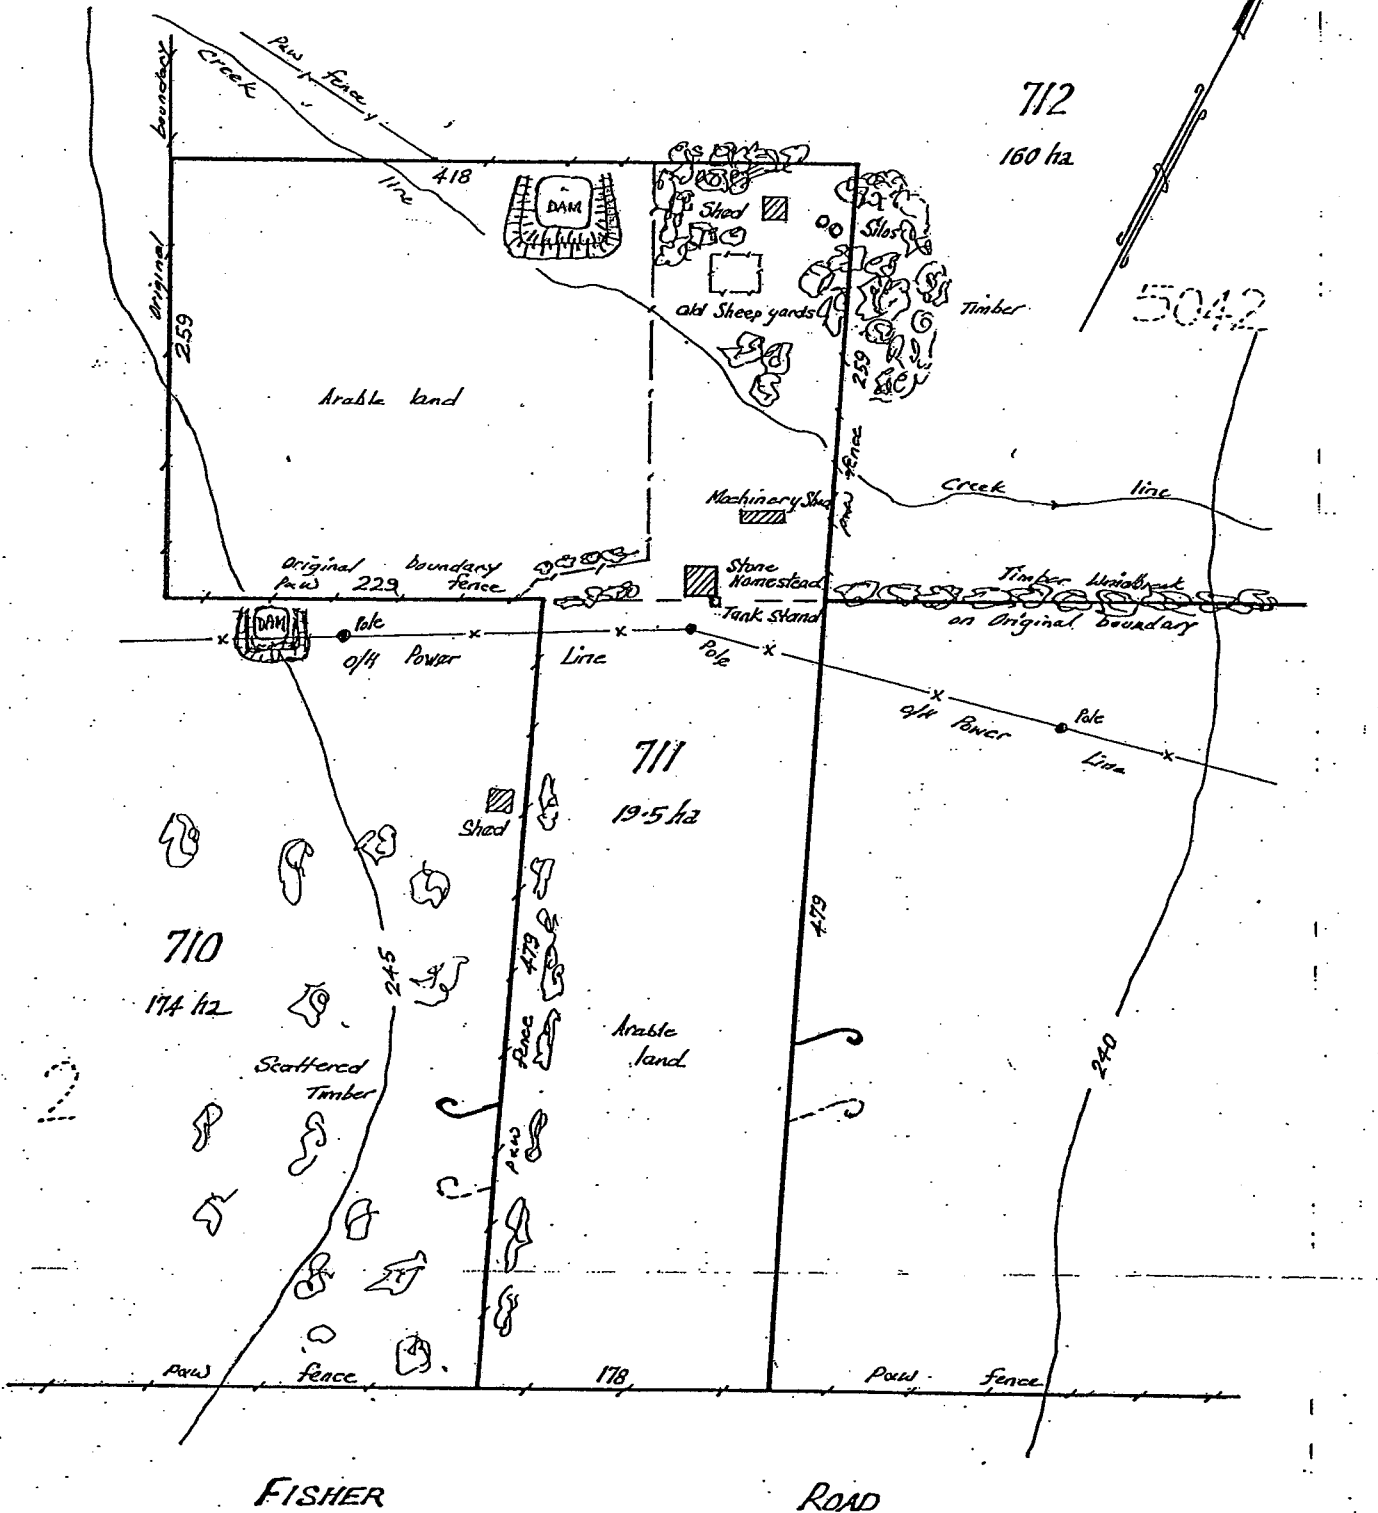 Creek
line
P&W fence
boundary
Original
712
160 ha
418
DAM
Shed
Silos
Old Sheep yards
Timber
5042
259
259
Arable land
P&W fence
Machinery Shed
Creek line
Original boundary
P&W 229 fence
Stone
Homestead
Tank Stand
Timber Windbreak
on Original boundary
DAM
Pole
O/H Power Line
Pole
O/H Power Line
Pole
711
19.5 ha
Shed
710
174 ha
245
479
479
fence
P&W
Arable
land
Scattered
Timber
240
2
P&W fence
178
P&W fence
FISHER ROAD